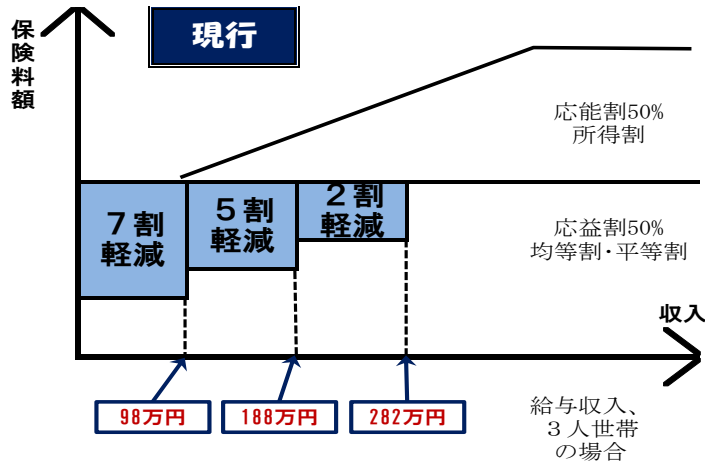 保険料額
現行
応能割50%
所得割
7割
軽減
5割
軽減
2割
軽減
応益割50%
均等割・平等割
収入
98万円
188万円
282万円
給与収入、
3人世帯
の場合